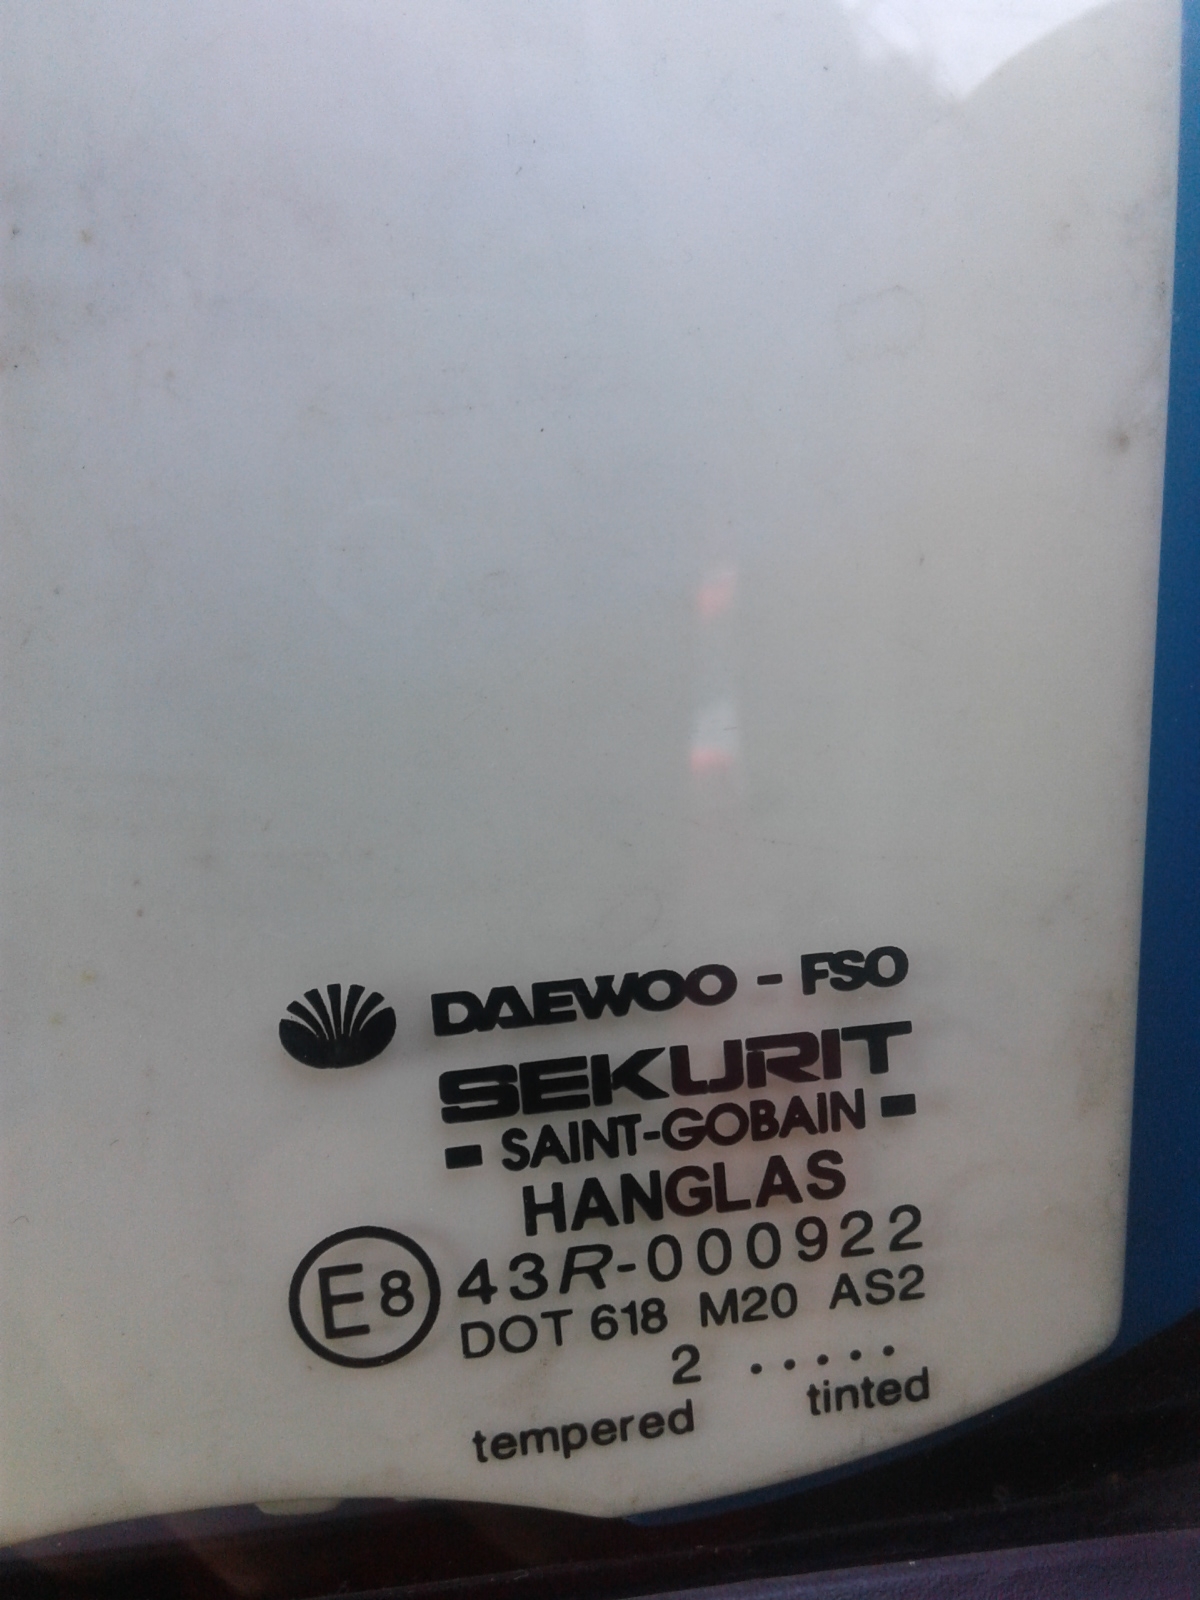 DAEWOO - FSO
SEKURIT
- SAINT-GOBAIN -
HANGLAS
E8 43R-000922
DOT 618 M20 AS2
2 .....
tempered tinted